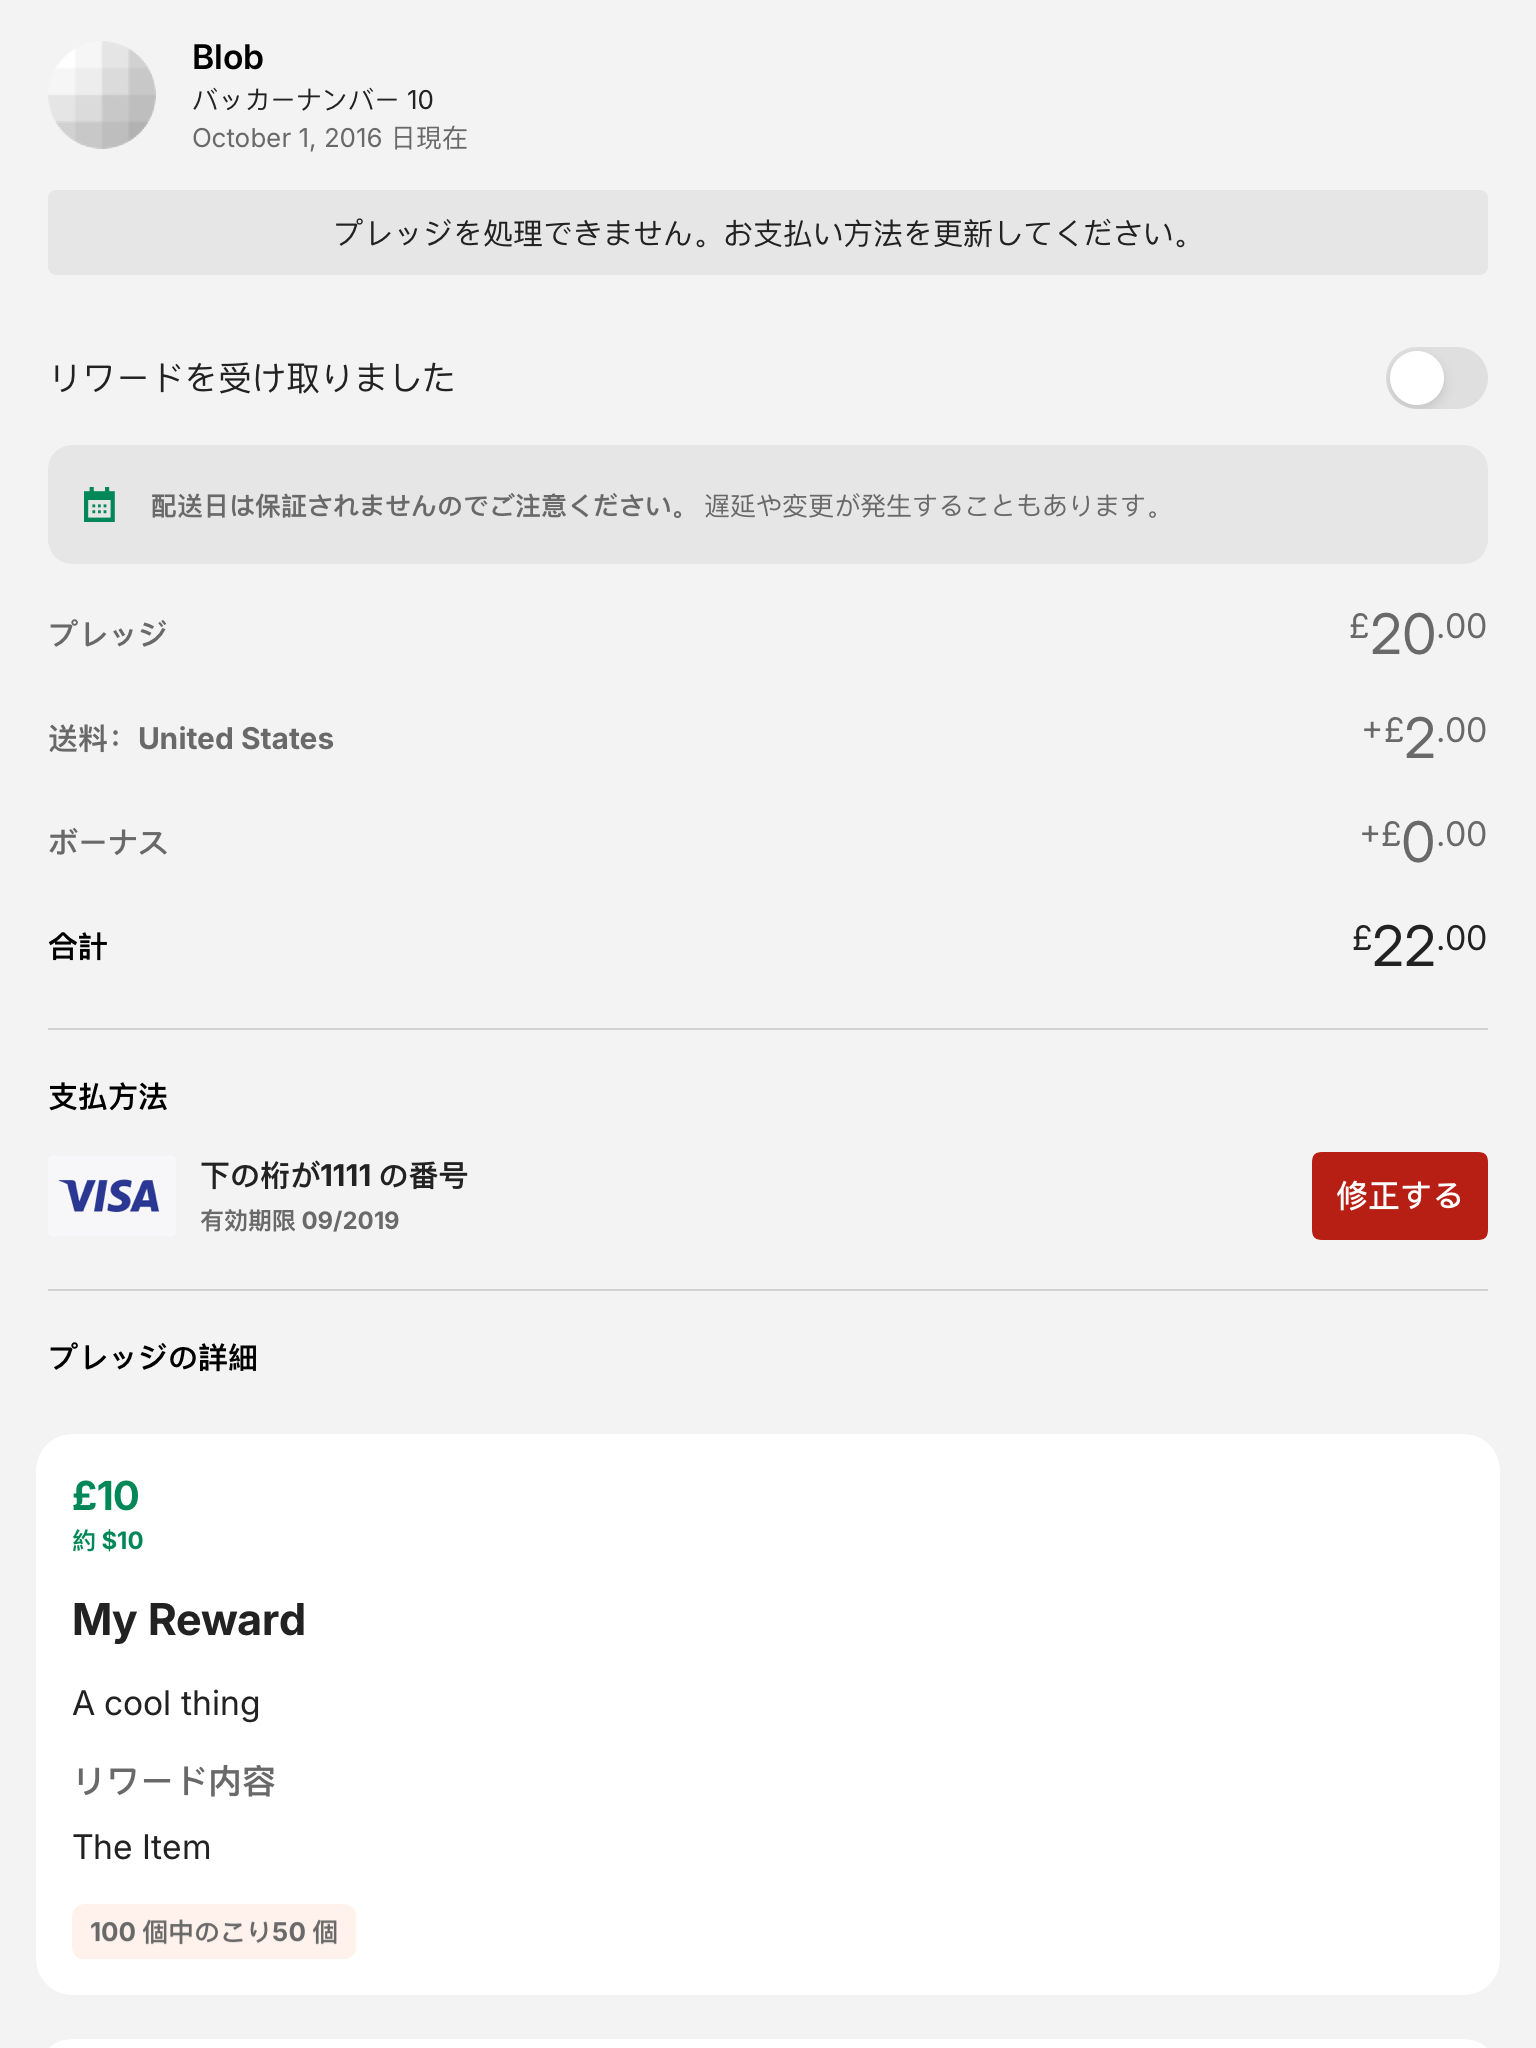 Blob
バッカーナンバー 10
October 1, 2016 日現在
プレッジを処理できません。お支払い方法を更新してください。
リワードを受け取りました
配送日は保証されませんのでご注意ください。 遅延や変更が発生することもあります。
プレッジ £20.00
送料： United States +£2.00
ボーナス +£0.00
合計 £22.00
支払方法
VISA
下の桁が1111 の番号
有効期限 09/2019
修正する
プレッジの詳細
£10
約 $10
My Reward
A cool thing
リワード内容
The Item
100 個中のこり50 個